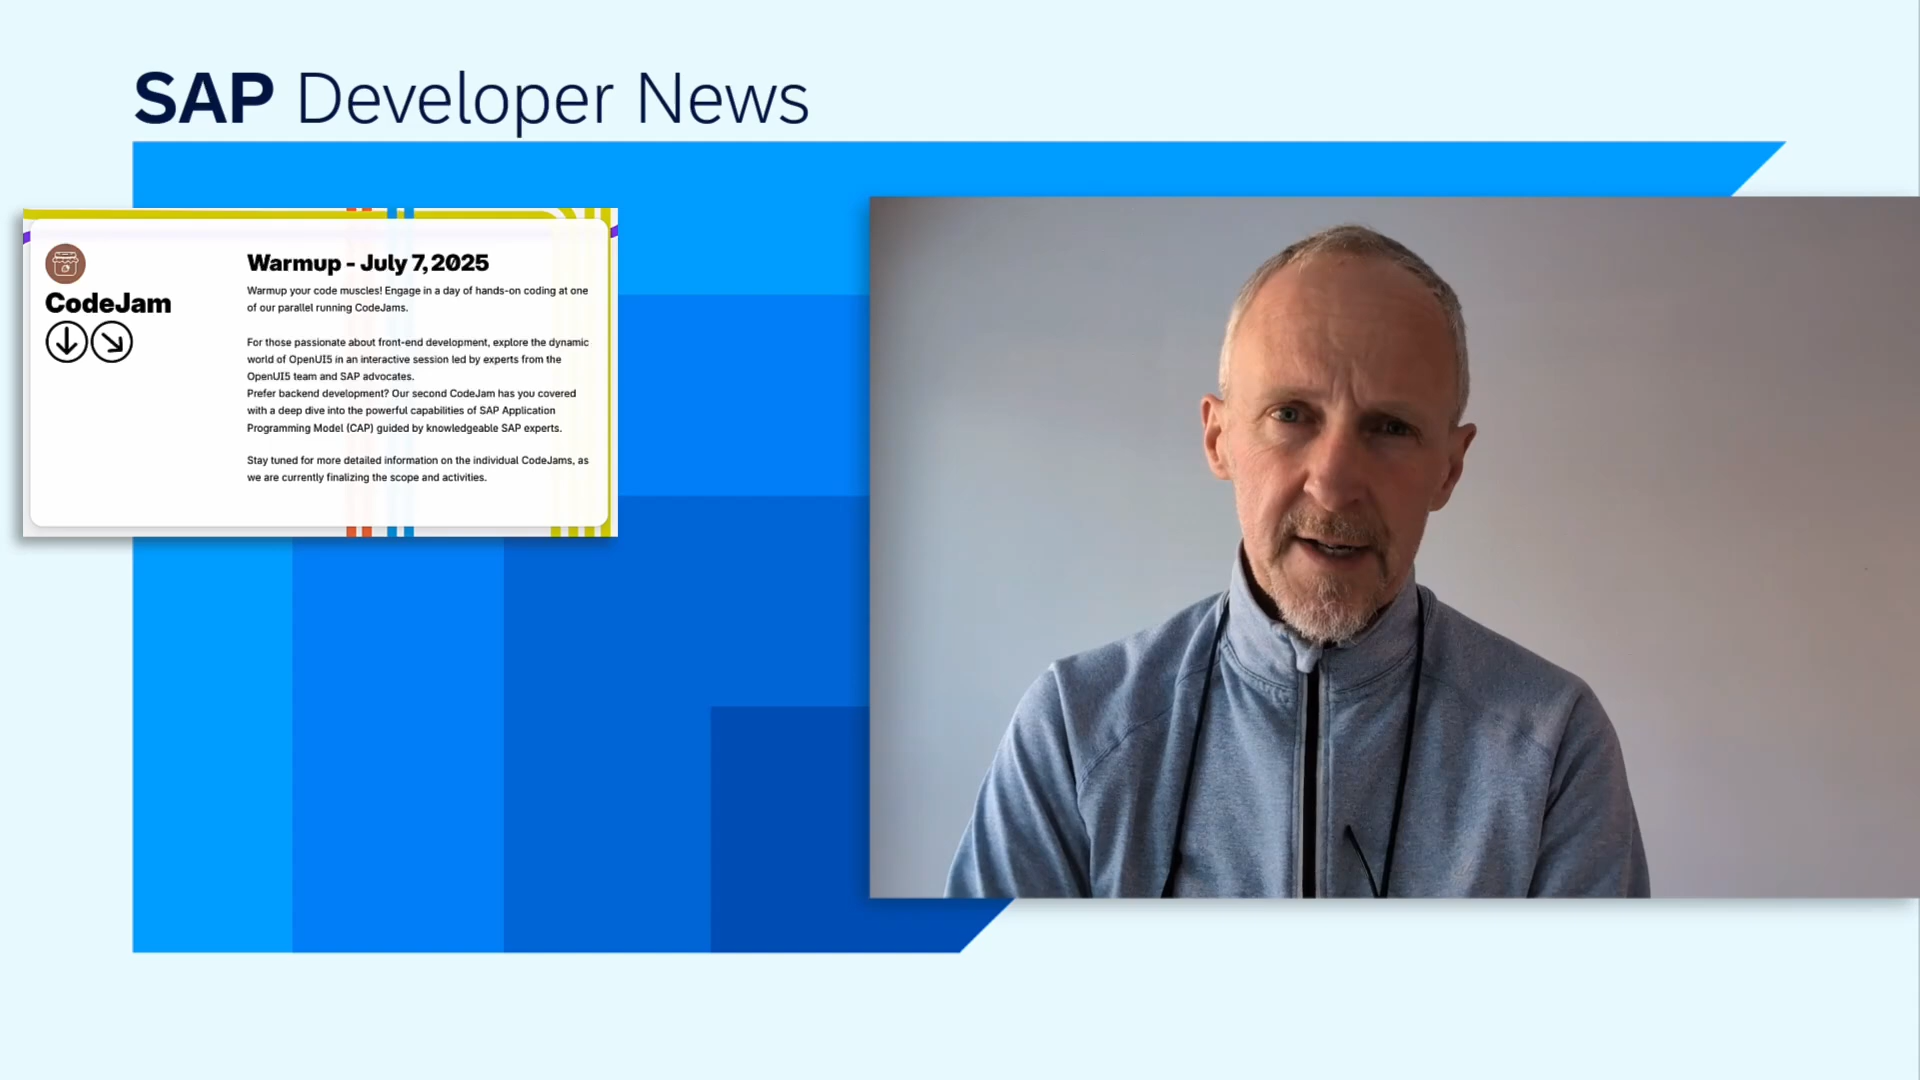 SAP Developer News
CodeJam
Warmup - July 7, 2025
Warmup your code muscles! Engage in a day of hands-on coding at one
of our parallel running CodeJams.
For those passionate about front-end development, explore the dynamic
world of OpenUI5 in an interactive session led by experts from the
OpenUI5 team and SAP advocates.
Prefer backend development? Our second CodeJam has you covered
with a deep dive into the powerful capabilities of SAP Application
Programming Model (CAP) guided by knowledgeable SAP experts.
Stay tuned for more detailed information on the individual CodeJams, as
we are currently finalizing the scope and activities.